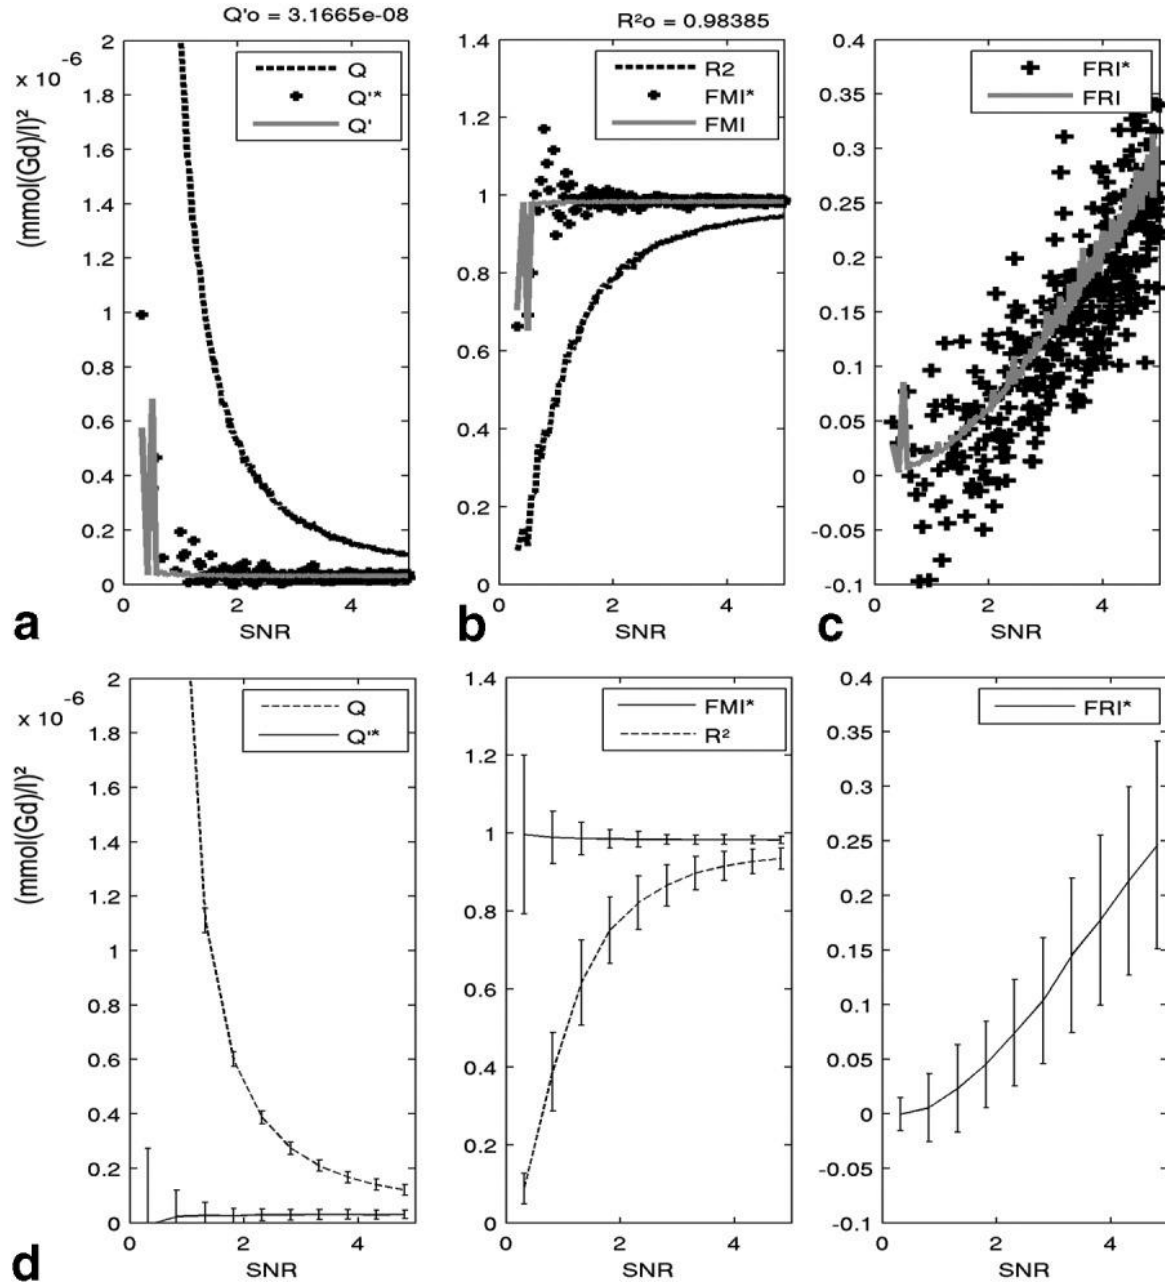 Q'o = 3.1665e-08
R²o = 0.98385
x 10 -6
(mmol(Gd)/l)²
2
1.8
1.6
1.4
1.2
1
0.8
0.6
0.4
0.2
0
0 2 4
SNR
Q
Q'*
Q'
a
1.4
1.2
1
0.8
0.6
0.4
0.2
0
0 2 4
SNR
R2
FMI*
FMI
b
0.4
0.35
0.3
0.25
0.2
0.15
0.1
0.05
0
-0.05
-0.1
0 2 4
SNR
FRI*
FRI
c
x 10 -6
(mmol(Gd)/l)²
2
1.8
1.6
1.4
1.2
1
0.8
0.6
0.4
0.2
0
0 2 4
SNR
Q
Q'*
d
1.4
1.2
1
0.8
0.6
0.4
0.2
0
0 2 4
SNR
FMI*
R²
0.4
0.35
0.3
0.25
0.2
0.15
0.1
0.05
0
-0.05
-0.1
0 2 4
SNR
FRI*